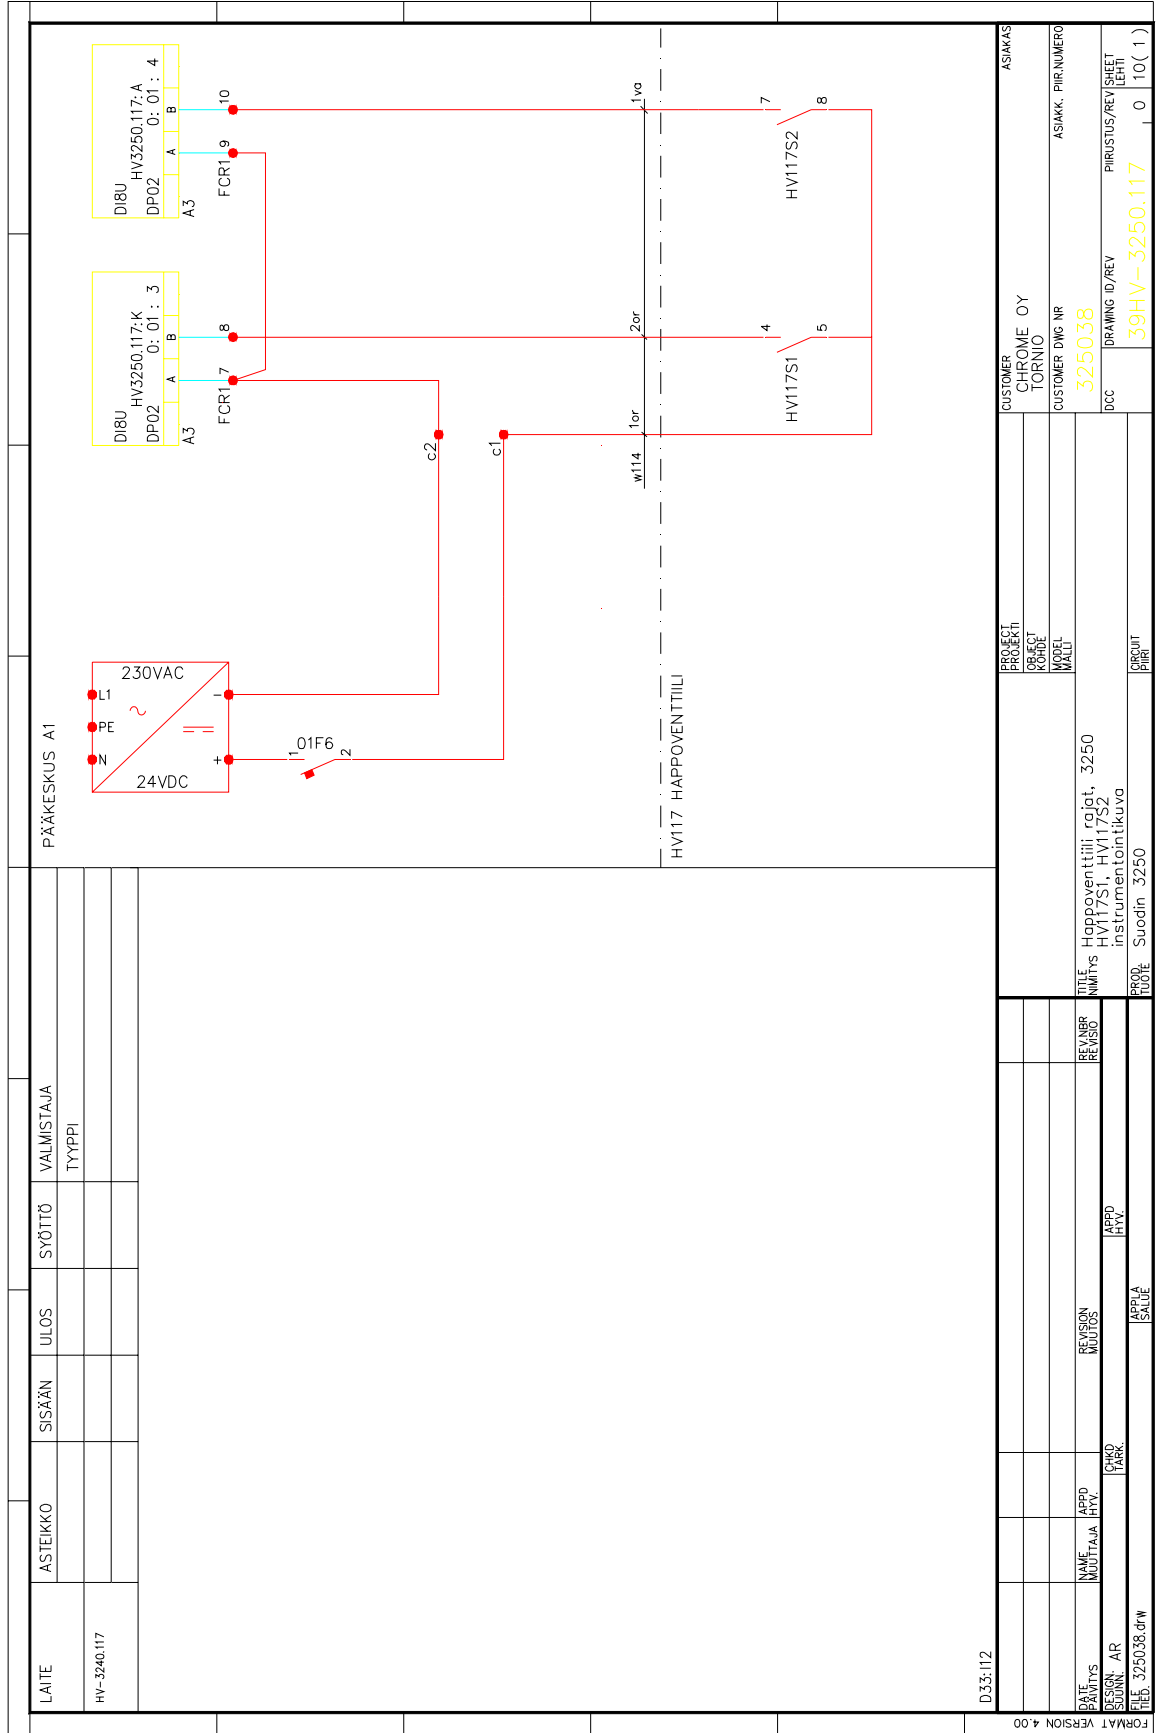 LAITE
ASTEIKKO
SISÄÄN
ULOS
SYÖTTÖ
VALMISTAJA
TYYPPI
HV-3240.117
PÄÄKESKUS A1
N
PE
L1
230VAC
24VDC
+
-
1
01F6
2
DI8U
HV3250.117:K
DP02
0: 01 : 3
A
B
A3
FCR1
7
8
DI8U
HV3250.117:A
DP02
0: 01 : 4
A
B
A3
FCR1
9
10
c2
c1
w114
1or
2or
1va
HV117 HAPPOVENTTIILI
HV117S1
4
5
HV117S2
7
8
D33:I12
DATE
PÄIVITYS
NAME
MUUTTAJA
APPD
HYV.
REVISION
MUUTOS
REV.NBR
REVISIO
DESIGN.
SUUNN.
AR
CHKD
TARK.
APPD
HYV.
FILE
TIED.
325038.drw
APPLA
SALUE
FORMAT VERSION 4.00
PROJECT
PROJEKTI
OBJECT
KOHDE
MODEL
MALLI
TITLE
NIMITYS
Happoventtiili rajat, 3250
HV117S1, HV117S2
instrumentointikuva
PROD.
TUOTE
Suodin 3250
CIRCUIT
PIIRI
CUSTOMER
ASIAKAS
CHROME OY
TORNIO
CUSTOMER DWG NR
ASIAKK. PIIR.NUMERO
325038
DCC
DRAWING ID/REV
PIIRUSTUS/REV
SHEET
LEHTI
39HV-3250.117
0
10( 1 )